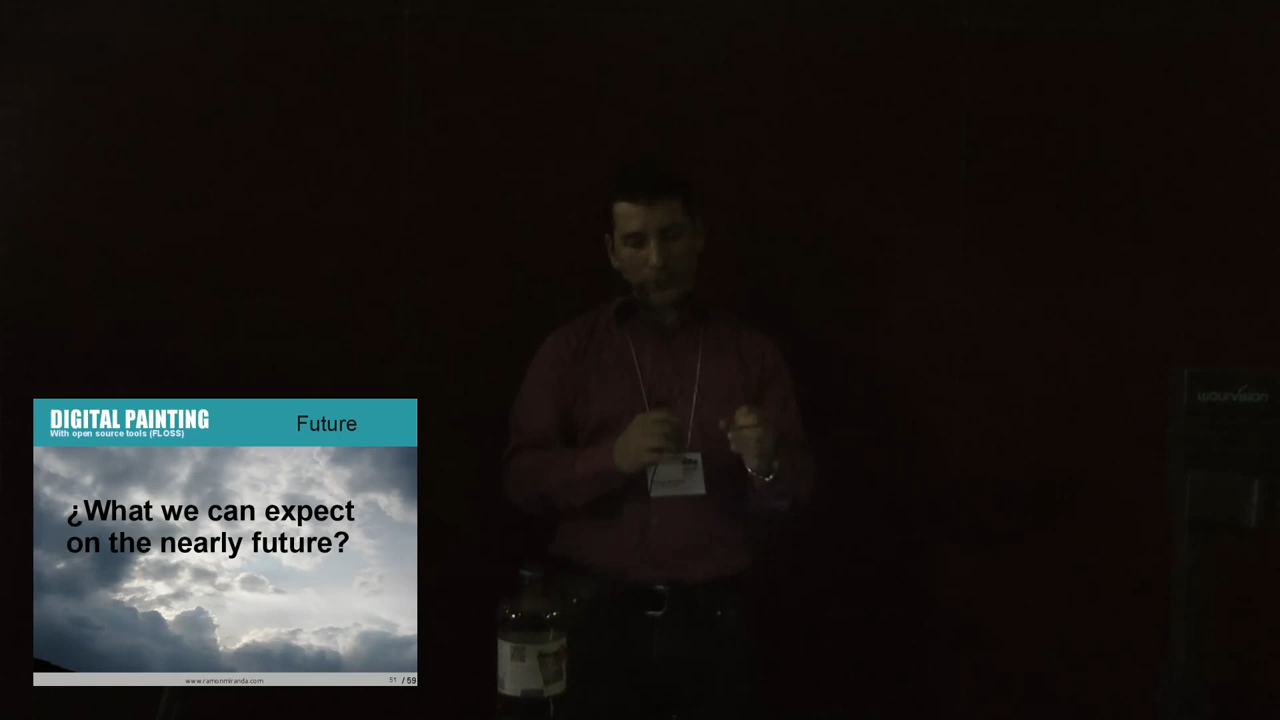 DIGITAL PAINTING
With open source tools (FLOSS)
Future
¿What we can expect
on the nearly future?
www.ramonmiranda.com
51 / 59